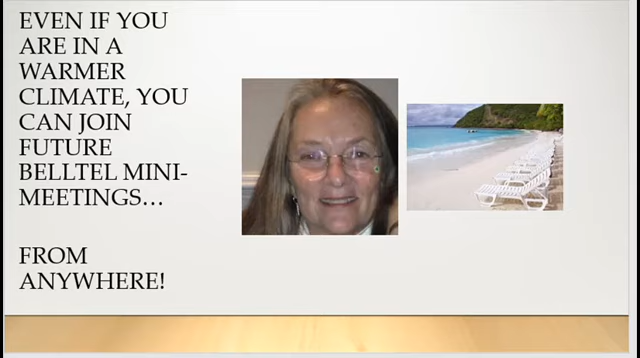 EVEN IF YOU
ARE IN A
WARMER
CLIMATE, YOU
CAN JOIN
FUTURE
BELLTEL MINI-
MEETINGS…
FROM
ANYWHERE!